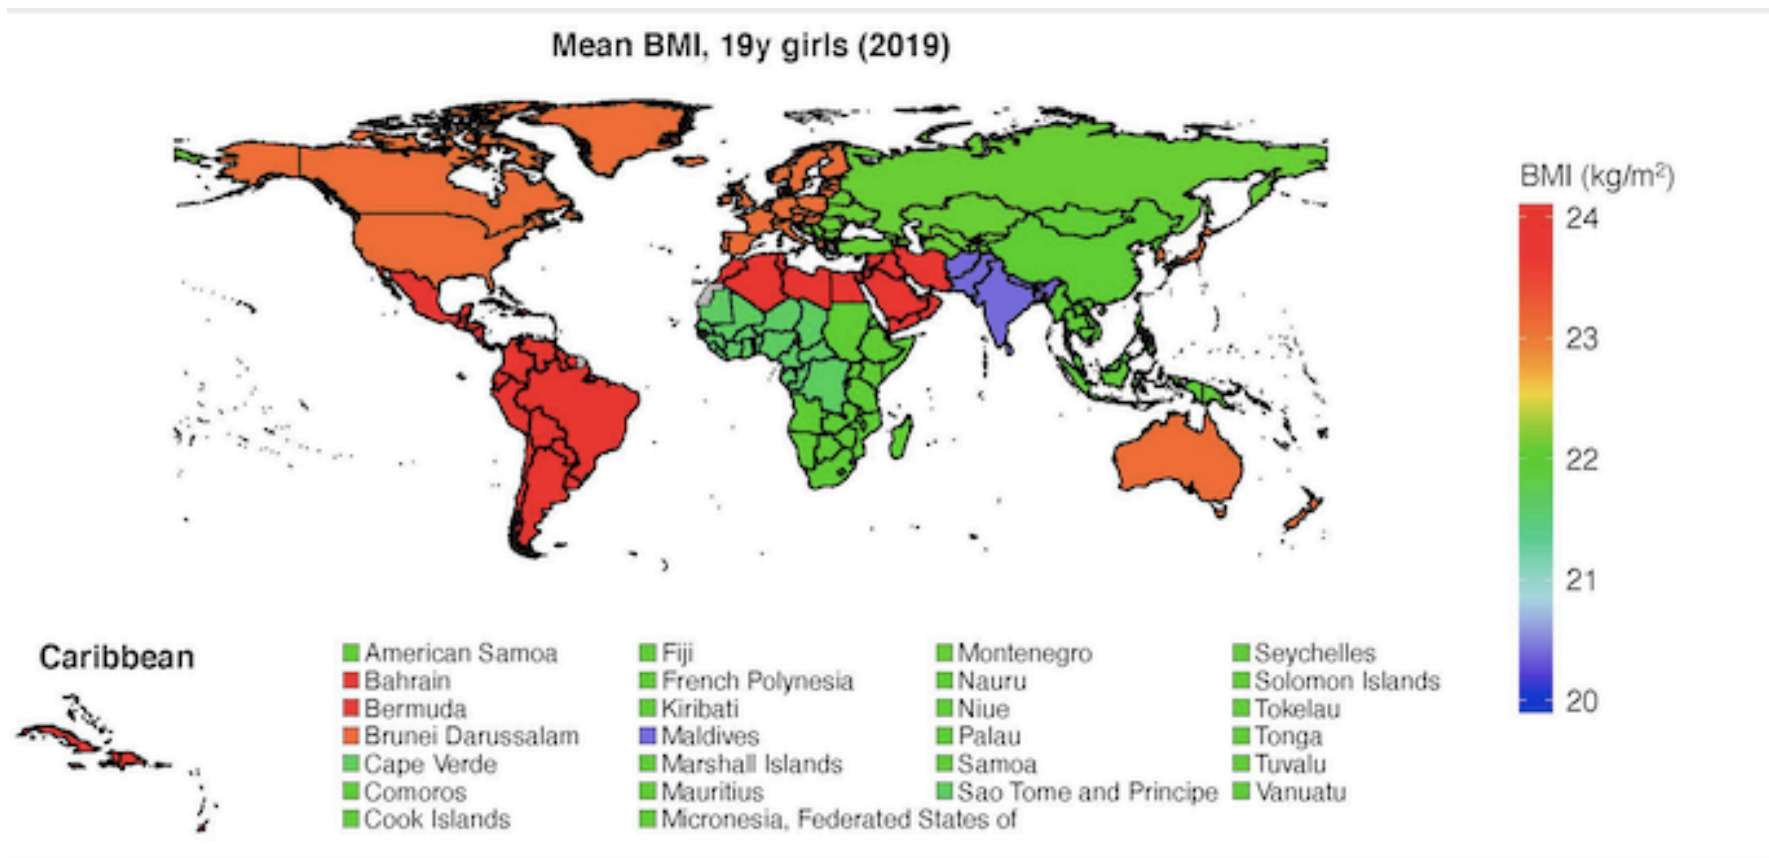 Mean BMI, 19y girls (2019)
BMI (kg/m²)
24
23
22
21
20
Caribbean
American Samoa
Bahrain
Bermuda
Brunei Darussalam
Cape Verde
Comoros
Cook Islands
Fiji
French Polynesia
Kiribati
Maldives
Marshall Islands
Mauritius
Micronesia, Federated States of
Montenegro
Nauru
Niue
Palau
Samoa
Sao Tome and Principe
Seychelles
Solomon Islands
Tokelau
Tonga
Tuvalu
Vanuatu